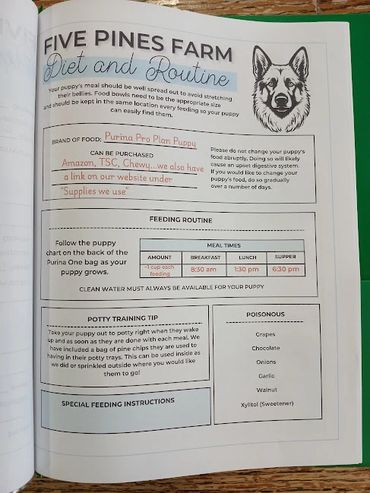 FIVE PINES FARM
Diet and Routine
Your puppy's meal should be well spread out to avoid stretching
their bellies. Food bowls need to be the appropriate size
and should be kept in the same location every feeding so your puppy
can easily find them.
BRAND OF FOOD: Purina Pro Plan Puppy
CAN BE PURCHASED
Amazon, TSC, Chewy...we also have
a link on our website under
"Supplies we use"
Please do not change your puppy's
food abruptly. Doing so will likely
cause an upset digestive system.
If you would like to change your
puppy's food, do so gradually
over a number of days.
FEEDING ROUTINE
Follow the puppy
chart on the back of the
Purina One bag as your
puppy grows.
MEAL TIMES
AMOUNT BREAKFAST LUNCH SUPPER
~1 cup each
feeding
8:30 am 1:30 pm 6:30 pm
CLEAN WATER MUST ALWAYS BE AVAILABLE FOR YOUR PUPPY
POTTY TRAINING TIP
Take your puppy out to potty right when they wake
up and as soon as they are done with each meal. We
have included a bag of pine chips they are used to
having in their potty trays. This can be used inside as
we did or sprinkled outside where you would like
them to go!
POISONOUS
Grapes
Chocolate
Onions
Garlic
Walnut
Xylitol (Sweetener)
SPECIAL FEEDING INSTRUCTIONS